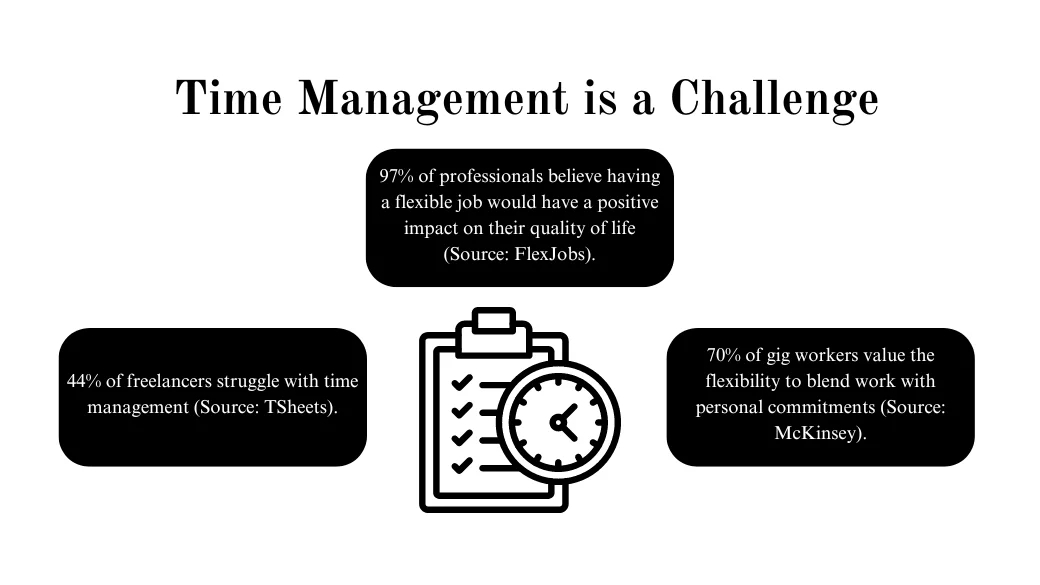 Time Management is a Challenge
97% of professionals believe having
a flexible job would have a positive
impact on their quality of life
(Source: FlexJobs).
44% of freelancers struggle with time
management (Source: TSheets).
70% of gig workers value the
flexibility to blend work with
personal commitments (Source:
McKinsey).